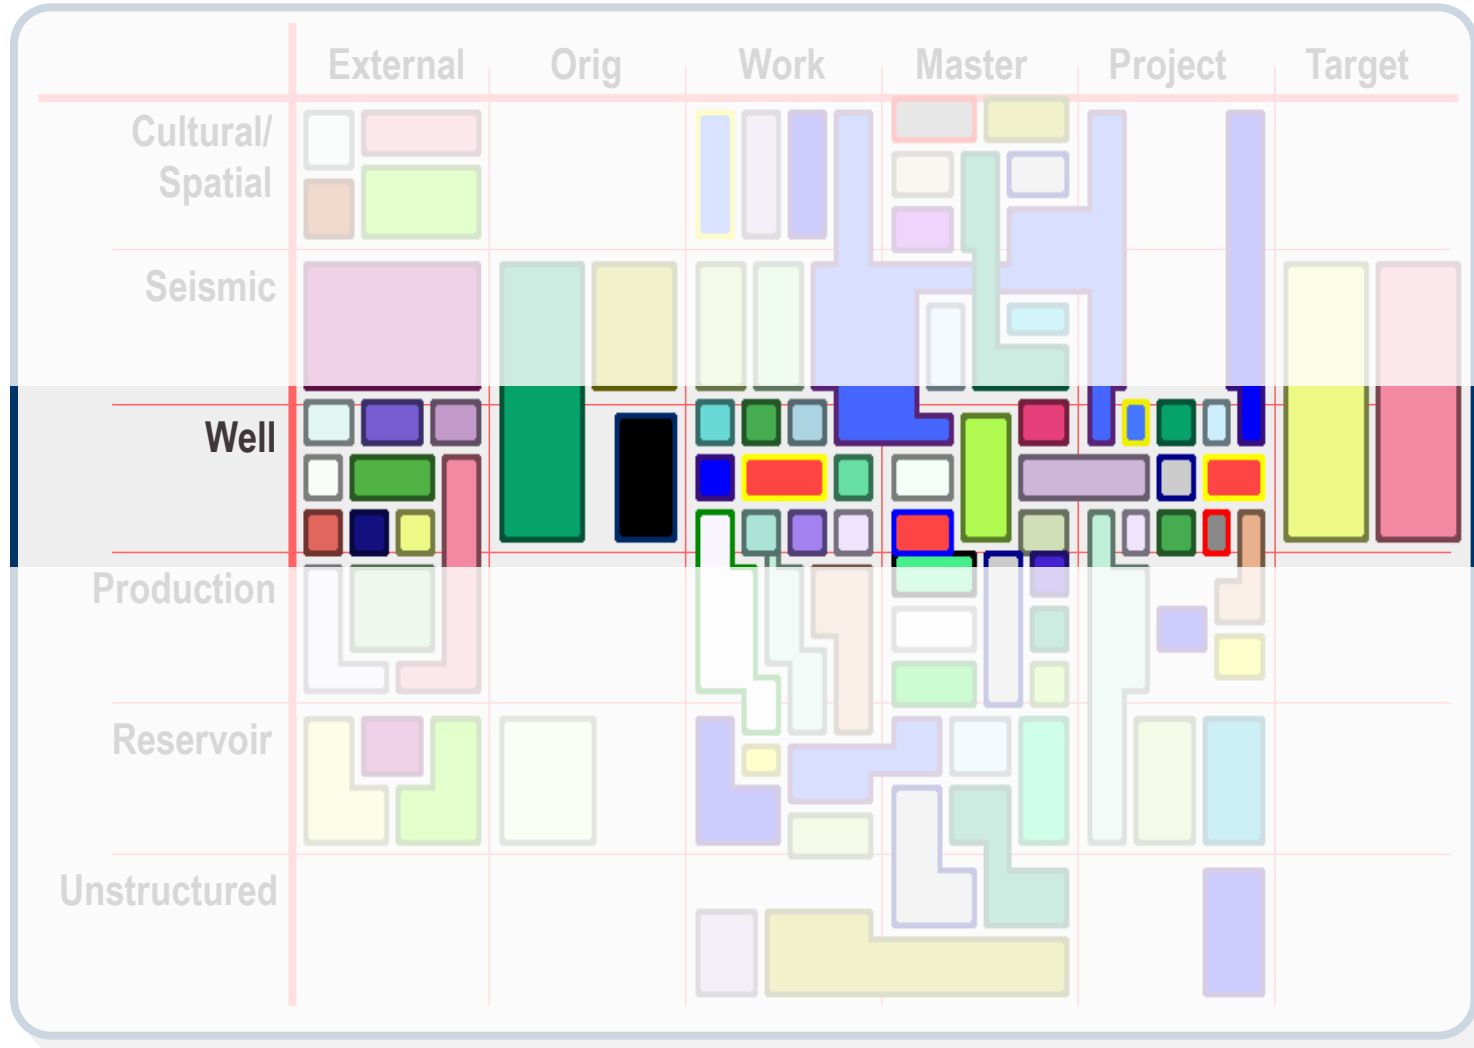 External Orig Work Master Project Target
Cultural/
Spatial
Seismic
Well
Production
Reservoir
Unstructured